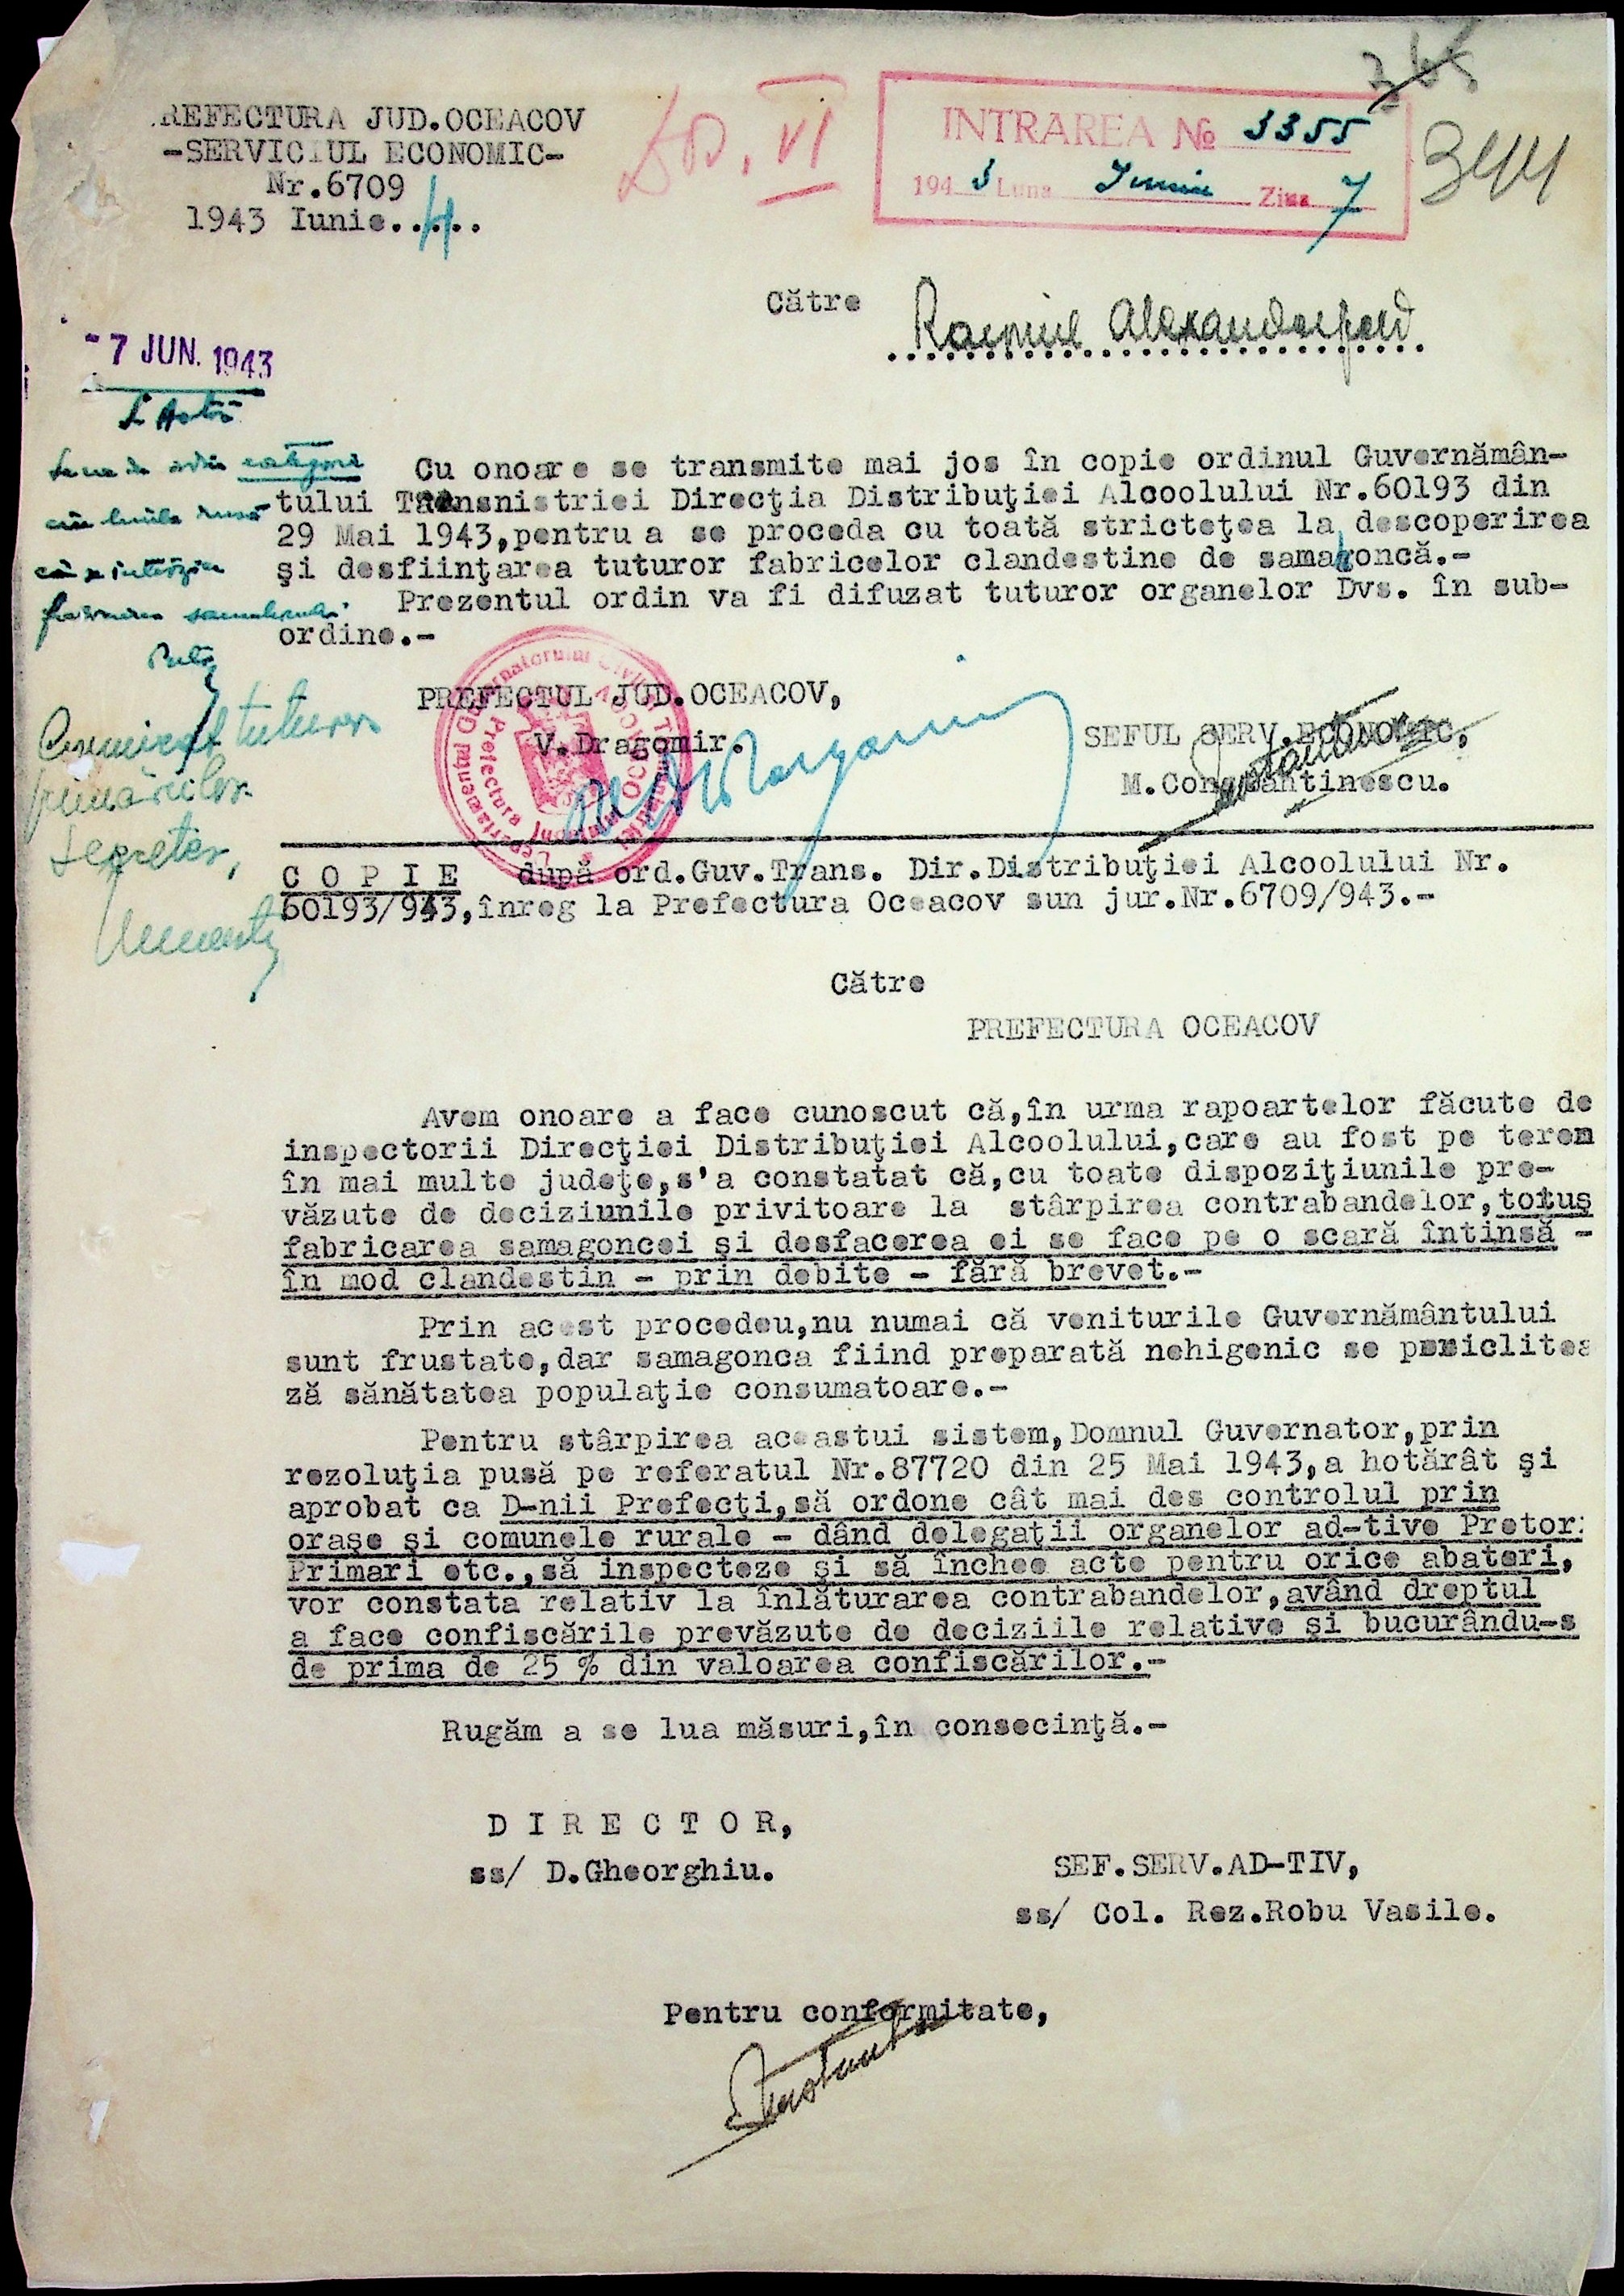 REFECTURA JUD.OCEACOV
-SERVICIUL ECONOMIC-
Nr.6709
1943 Iunie..4..
INTRAREA No 3355
1943 Luna Iunie Ziua 7
344
Către Raionul Alexanderfeld
- 7 JUN. 1943
Cu onoare se transmite mai jos în copie ordinul Guvernămân-
tului Transnistriei Direcţia Distribuţiei Alcoolului Nr.60193 din
29 Mai 1943,pentru a se proceda cu toată stricteţea la descoperirea
şi desfiinţarea tuturor fabricelor clandestine de samagoncă.-
Prezentul ordin va fi difuzat tuturor organelor Dvs. în sub-
ordine.-
Comunicat tuturor
primăriilor
PREFECTUL JUD.OCEACOV,
V.Dragomir.
SEFUL SERV.ECONOMIC,
M.Constantinescu.
C O P I E după ord.Guv.Trans. Dir.Distribuţiei Alcoolului Nr.
60193/943,înreg la Prefectura Oceacov sun jur.Nr.6709/943.-
Către
PREFECTURA OCEACOV
Avem onoare a face cunoscut că,în urma rapoartelor făcute de
inspectorii Direcţiei Distribuţiei Alcoolului,care au fost pe teren
în mai multe judeţe,s'a constatat că,cu toate dispoziţiunile pre-
văzute de deciziunile privitoare la stârpirea contrabandelor,totuş
fabricarea samagoncei şi desfacerea ei se face pe o scară întinsă -
în mod clandestin - prin debite - fără brevet.-
Prin acest procedeu,nu numai că veniturile Guvernământului
sunt frustate,dar samagonca fiind preparată nehigenic se periclitea
ză sănătatea populaţie consumatoare.-
Pentru stârpirea aceastui sistem,Domnul Guvernator,prin
rezoluţia pusă pe referatul Nr.87720 din 25 Mai 1943,a hotărât şi
aprobat ca D-nii Prefecţi,să ordone cât mai des controlul prin
oraşe şi comunele rurale - dând delegaţii organelor ad-tive Pretori
Primari etc.,să inspecteze şi să închee acte pentru orice abateri,
vor constata relativ la înlăturarea contrabandelor,având dreptul
a face confiscările prevăzute de deciziile relative şi bucurându-s
de prima de 25 % din valoarea confiscărilor.-
Rugăm a se lua măsuri,în consecinţă.-
D I R E C T O R,
ss/ D.Gheorghiu.
SEF.SERV.AD-TIV,
ss/ Col. Rez.Robu Vasile.
Pentru conformitate,